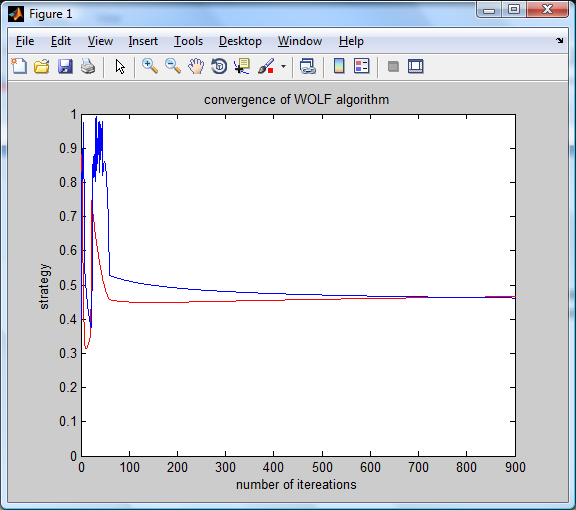 Figure 1
File Edit View Insert Tools Desktop Window Help
convergence of WOLF algorithm
1
0.9
0.8
0.7
0.6
0.5
0.4
0.3
0.2
0.1
0
strategy
0 100 200 300 400 500 600 700 800 900
number of itereations